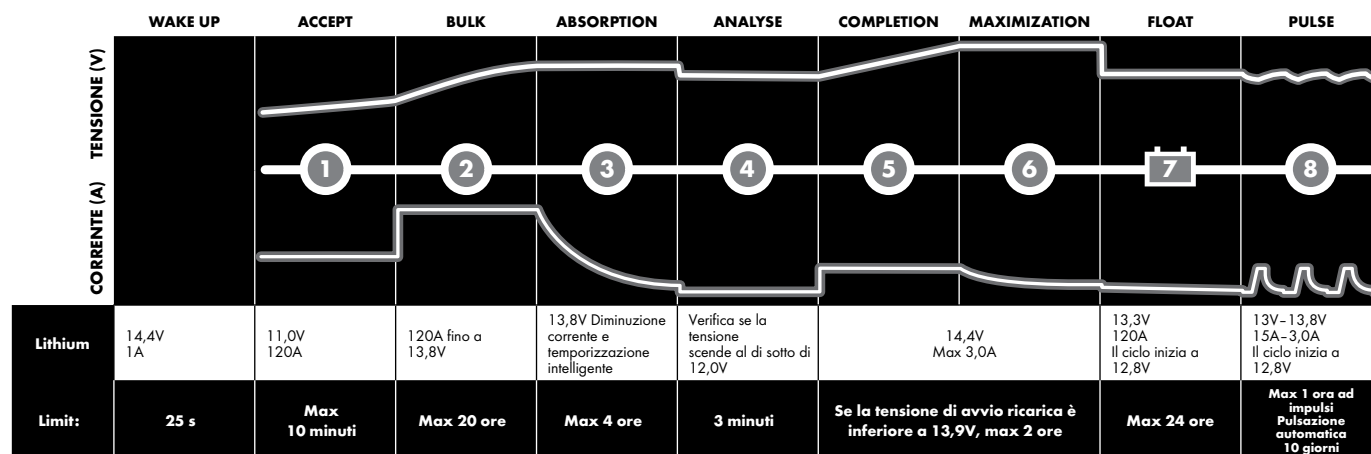 WAKE UP
ACCEPT
BULK
ABSORPTION
ANALYSE
COMPLETION
MAXIMIZATION
FLOAT
PULSE
TENSIONE (V)
CORRENTE (A)
1
2
3
4
5
6
7
8
Lithium
14,4V
1A
11,0V
120A
120A fino a
13,8V
13,8V Diminuzione
corrente e
temporizzazione
intelligente
Verifica se la
tensione
scende al di sotto di
12,0V
14,4V
Max 3,0A
13,3V
120A
Il ciclo inizia a
12,8V
13V–13,8V
15A–3,0A
Il ciclo inizia a
12,8V
Limit:
25 s
Max
10 minuti
Max 20 ore
Max 4 ore
3 minuti
Se la tensione di avvio ricarica è
inferiore a 13,9V, max 2 ore
Max 24 ore
Max 1 ora ad
impulsi
Pulsazione
automatica
10 giorni